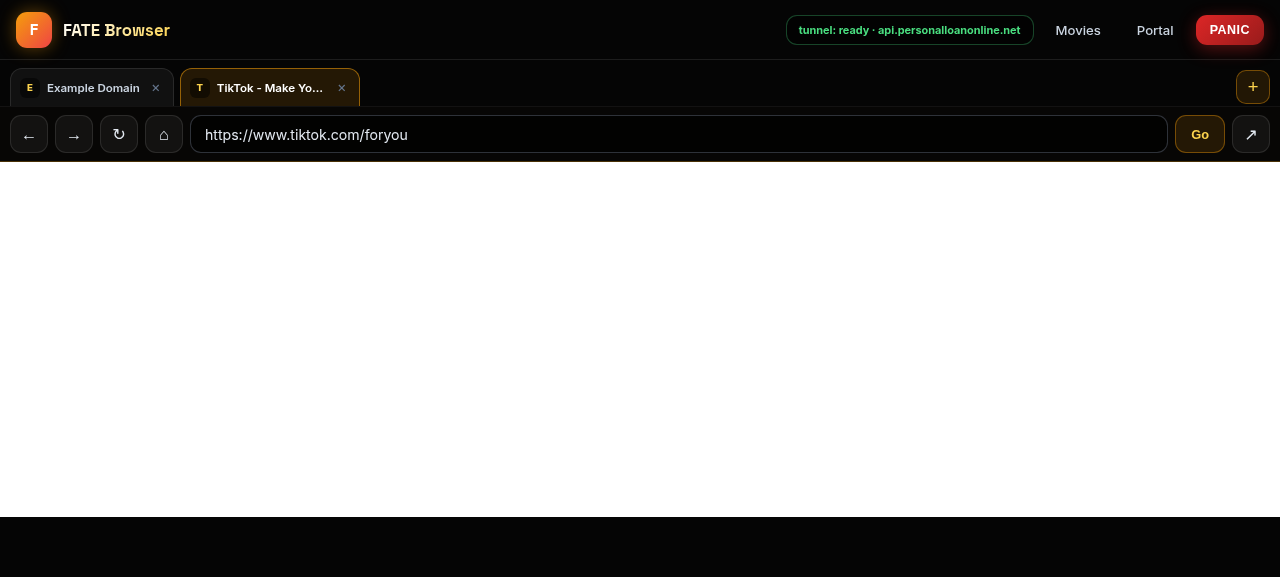 F FATE Browser tunnel: ready · api.personalloanonline.net Movies Portal PANIC
E Example Domain × T TikTok - Make Yo... × +
← → ↻ ⌂ https://www.tiktok.com/foryou Go ↗